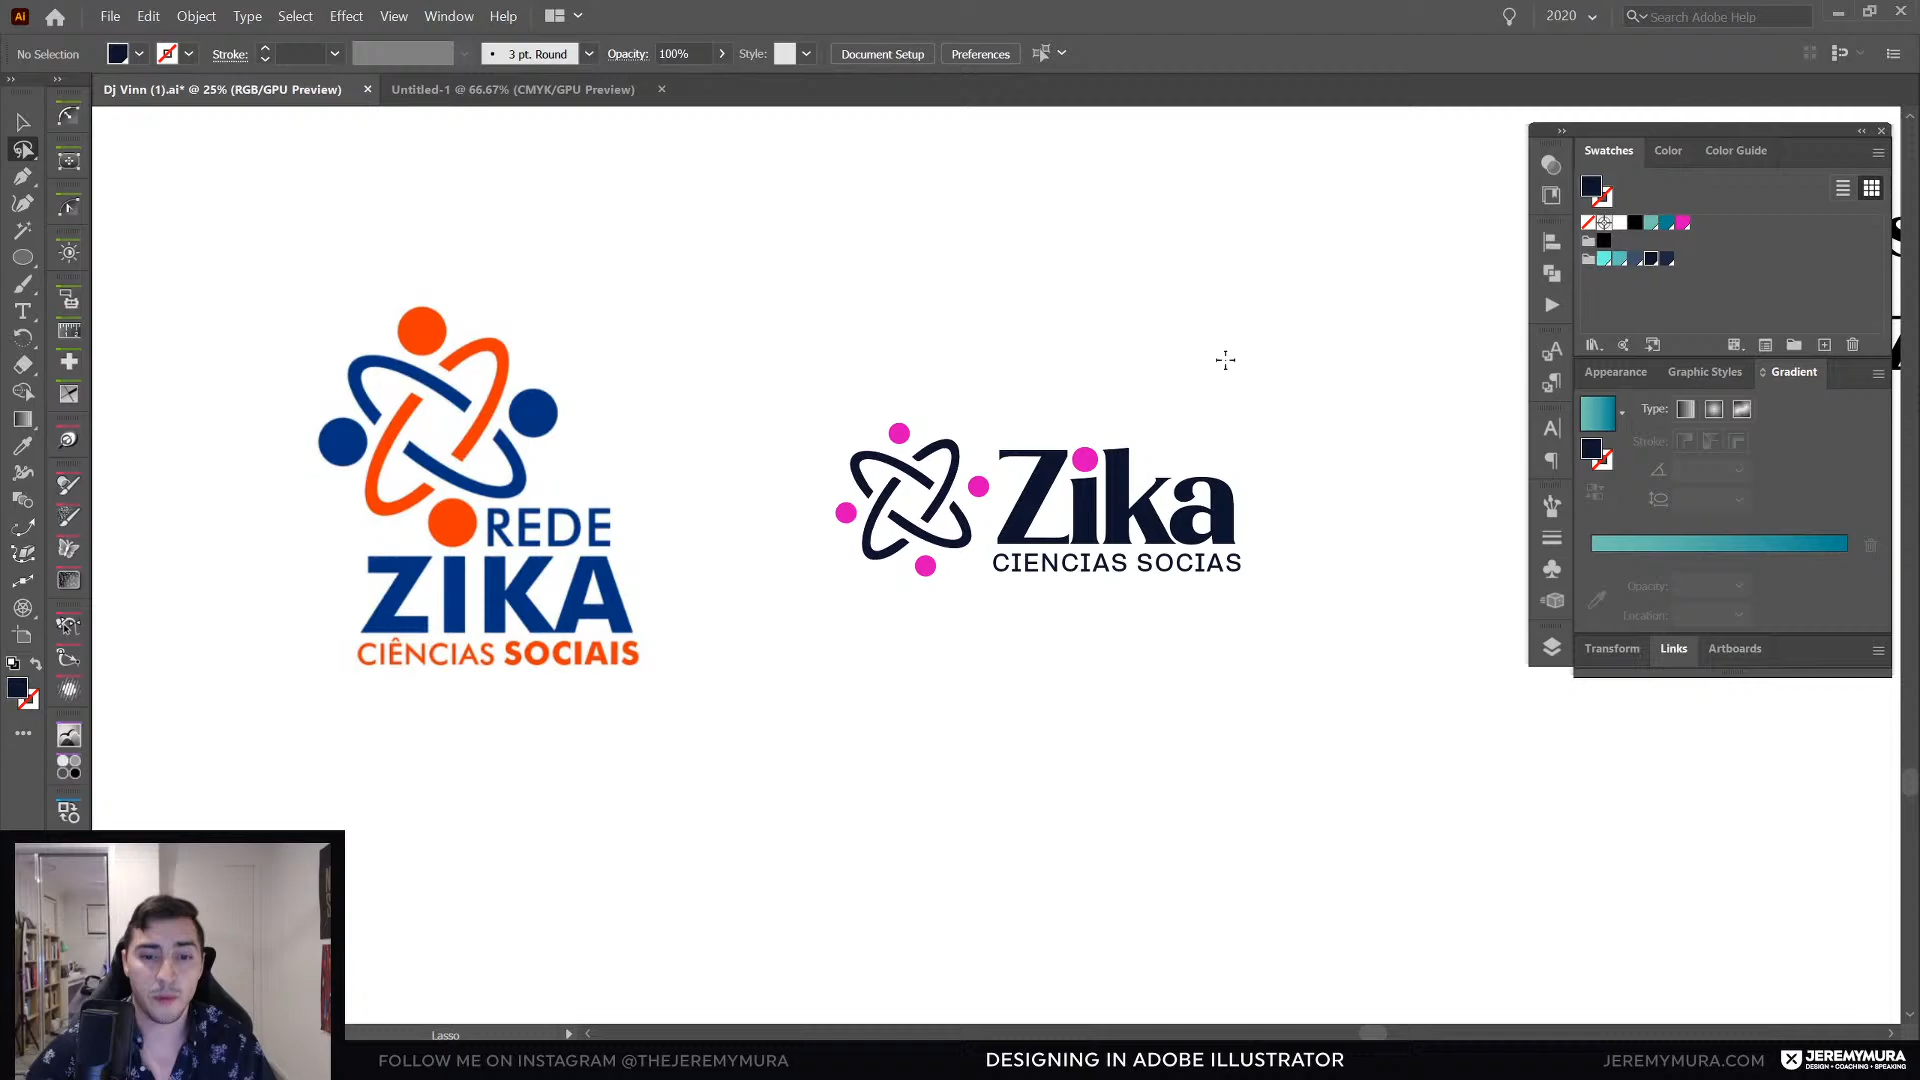 Ai File Edit Object Type Select Effect View Window Help 2020 Search Adobe Help
No Selection Stroke: 3 pt. Round Opacity: 100% Style: Document Setup Preferences
Dj Vinn (1).ai* @ 25% (RGB/GPU Preview) Untitled-1 @ 66.67% (CMYK/GPU Preview)
Swatches Color Color Guide
Appearance Graphic Styles Gradient
Type:
Stroke:
Opacity:
Location:
Transform Links Artboards
REDE
ZIKA
CIÊNCIAS SOCIAIS
Zika
CIENCIAS SOCIAS
Lasso
FOLLOW ME ON INSTAGRAM @THEJEREMYMURA DESIGNING IN ADOBE ILLUSTRATOR JEREMYMURA.COM JEREMYMURA
DESIGN • COACHING • SPEAKING